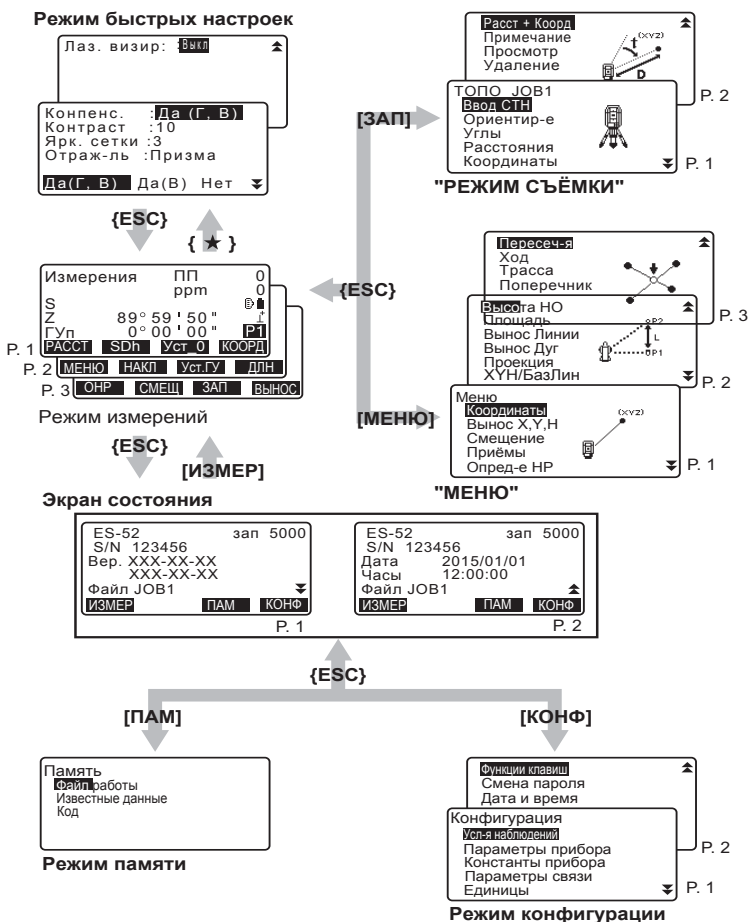 Режим быстрых настроек
Лаз. визир: :Выкл
Конпенс. :Да (Г, В)
Контраст :10
Ярк. сетки :3
Отраж-ль :Призма
Да(Г, В) Да(В) Нет
{ESC}
{ ★ }
Расст + Коорд
Примечание
Просмотр
Удаление
(XYZ)
t
D
P. 2
ТОПО JOB1
Ввод СТН
Ориентир-е
Углы
Расстояния
Координаты
P. 1
[ЗАП]
"РЕЖИМ СЪЁМКИ"
Измерения ПП 0
ppm 0
S
Z 89° 59 ' 50 "
ГУп 0° 00 ' 00 " P1
P. 1 РАССТ SDh Уст_0 КООРД
P. 2 МЕНЮ НАКЛ Уст.ГУ ДЛН
P. 3 ОНР СМЕЩ ЗАП ВЫНОС
Режим измерений
{ESC}
Пересеч-я
Ход
Трасса
Поперечник
P. 3
Высота НО
Площадь
Вынос Линии
Вынос Дуг
Проекция
XYH/БазЛин
P2
L
P1
P. 2
Меню
Координаты
Вынос X,Y,H
Смещение
Приёмы
Опред-е НР
(XYZ)
P. 1
[МЕНЮ]
"МЕНЮ"
{ESC}
[ИЗМЕР]
Экран состояния
ES-52 зап 5000
S/N 123456
Вер. XXX-XX-XX
XXX-XX-XX
Файл JOB1
ИЗМЕР ПАМ КОНФ
P. 1
ES-52 зап 5000
S/N 123456
Дата 2015/01/01
Часы 12:00:00
Файл JOB1
ИЗМЕР ПАМ КОНФ
P. 2
{ESC}
[ПАМ]
[КОНФ]
Память
Файл работы
Известные данные
Код
Режим памяти
Функции клавиш
Смена пароля
Дата и время
P. 2
Конфигурация
Усл-я наблюдений
Параметры прибора
Константы прибора
Параметры связи
Единицы
P. 1
Режим конфигурации